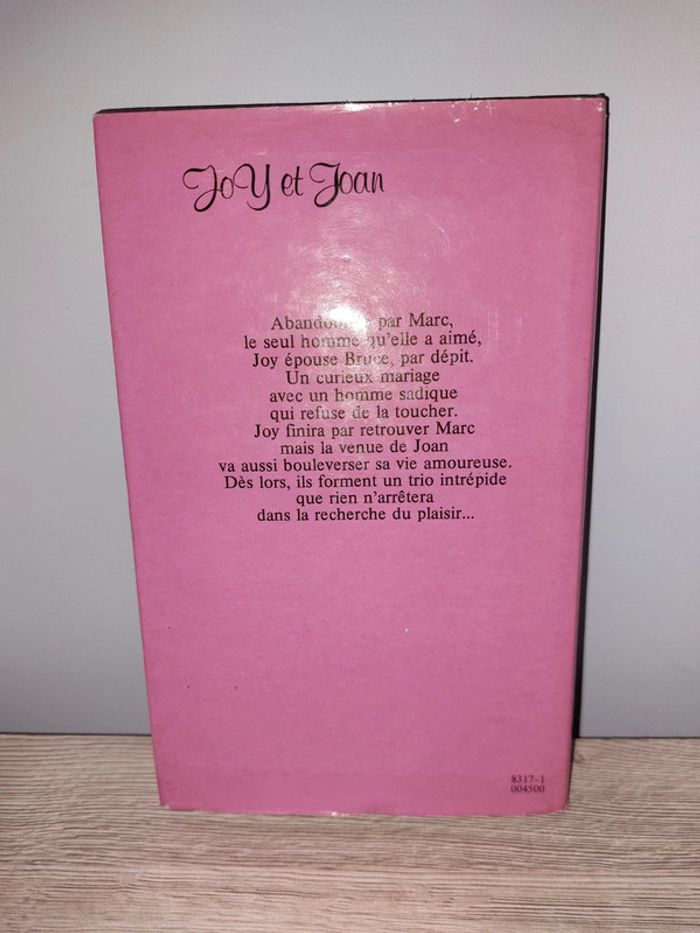 JoY et Joan
Abandonnée par Marc,
le seul homme qu'elle a aimé,
Joy épouse Bruce, par dépit.
Un curieux mariage
avec un homme sadique
qui refuse de la toucher.
Joy finira par retrouver Marc
mais la venue de Joan
va aussi bouleverser sa vie amoureuse.
Dès lors, ils forment un trio intrépide
que rien n'arrêtera
dans la recherche du plaisir...
8317-1
004500